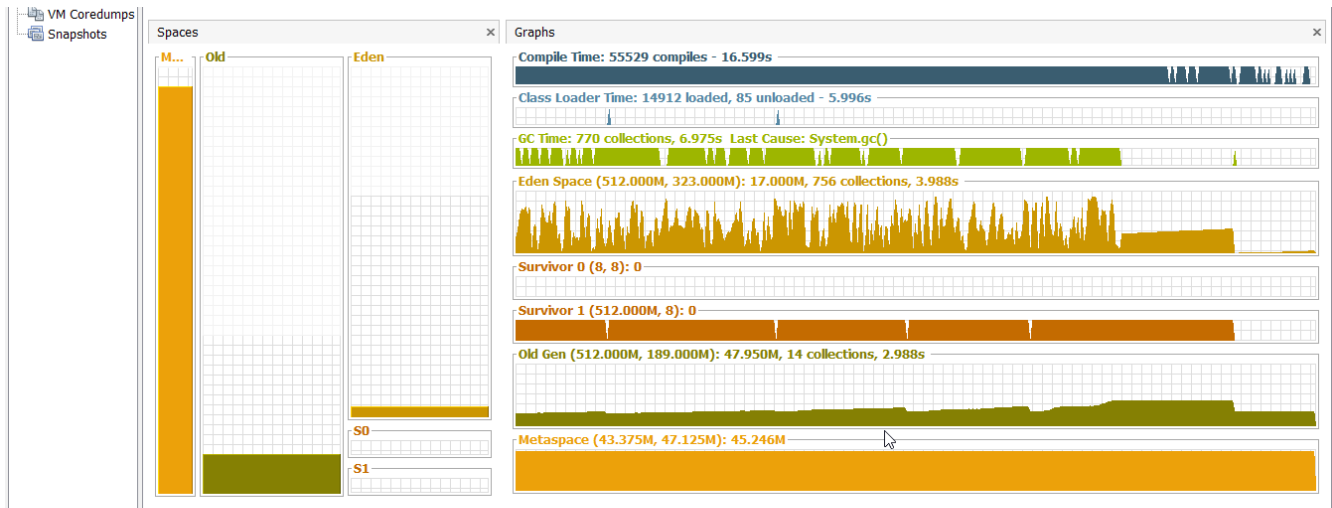 VM Coredumps
Snapshots
Spaces
M...
Old
Eden
S0
S1
Graphs
Compile Time: 55529 compiles - 16.599s
Class Loader Time: 14912 loaded, 85 unloaded - 5.996s
GC Time: 770 collections, 6.975s Last Cause: System.gc()
Eden Space (512.000M, 323.000M): 17.000M, 756 collections, 3.988s
Survivor 0 (8, 8): 0
Survivor 1 (512.000M, 8): 0
Old Gen (512.000M, 189.000M): 47.950M, 14 collections, 2.988s
Metaspace (43.375M, 47.125M): 45.246M